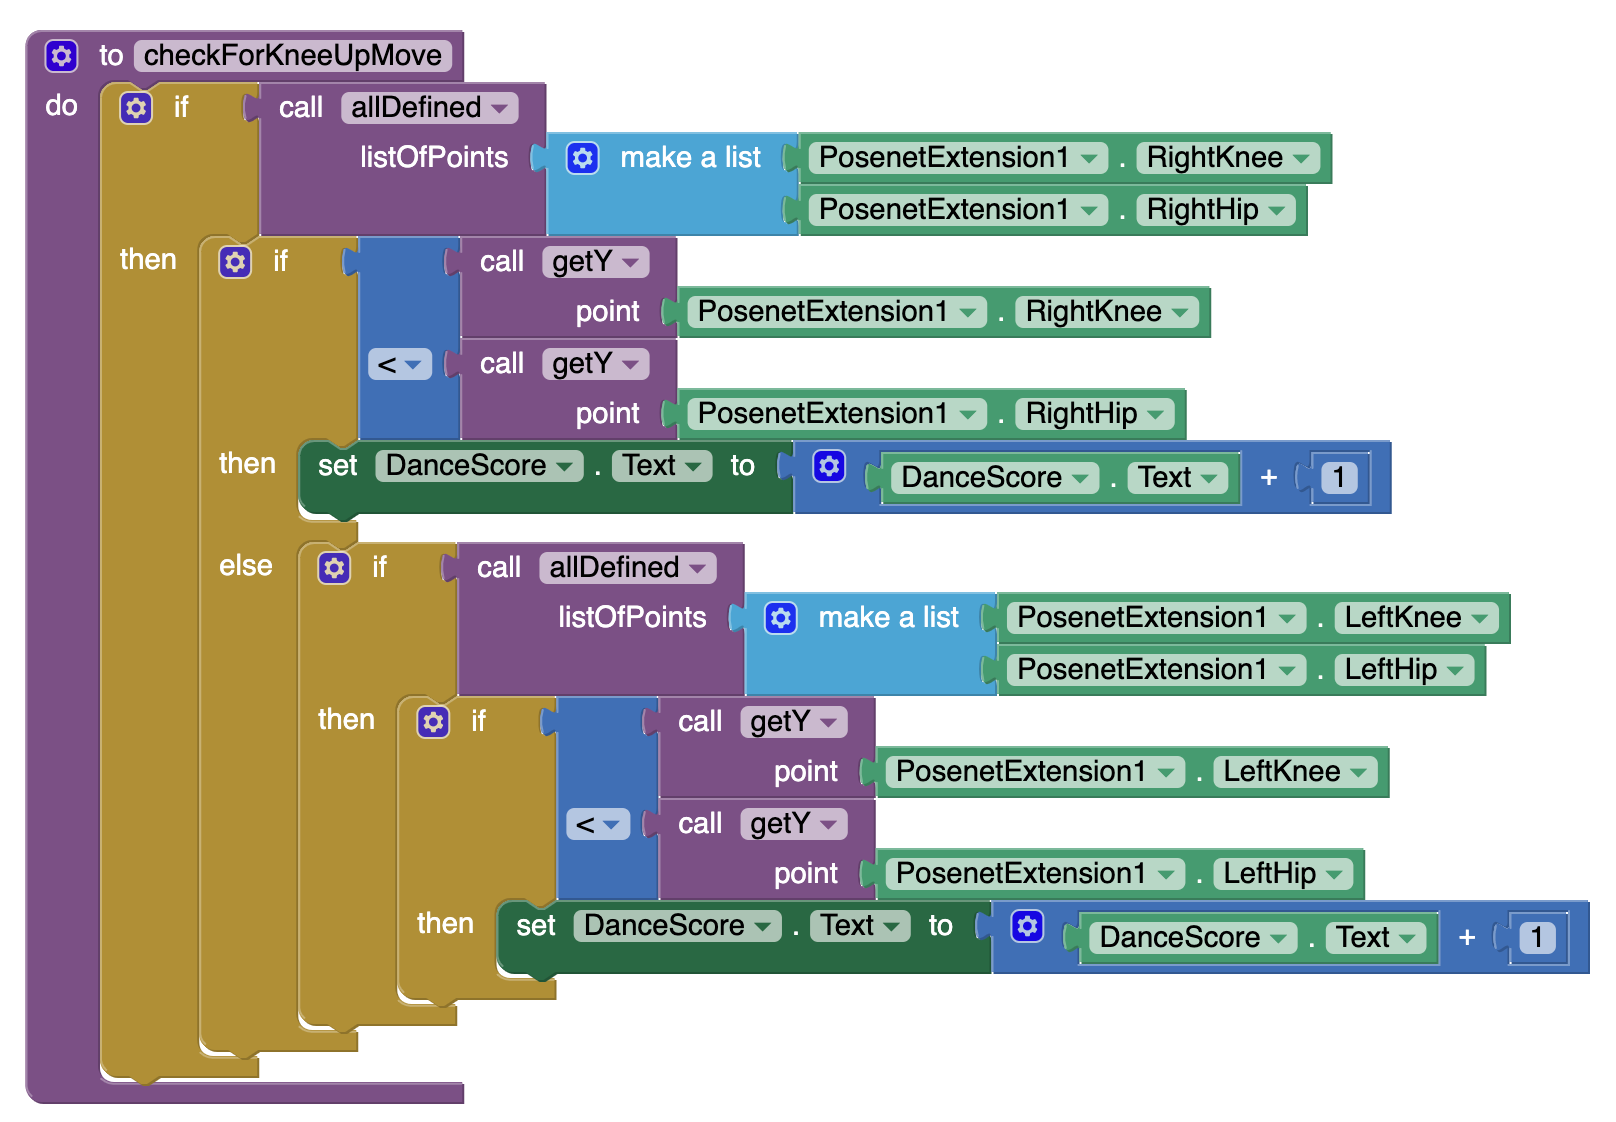 to checkForKneeUpMove
do if call allDefined
listOfPoints make a list PosenetExtension1 . RightKnee
PosenetExtension1 . RightHip
then if call getY
point PosenetExtension1 . RightKnee
< call getY
point PosenetExtension1 . RightHip
then set DanceScore . Text to DanceScore . Text + 1
else if call allDefined
listOfPoints make a list PosenetExtension1 . LeftKnee
PosenetExtension1 . LeftHip
then if call getY
point PosenetExtension1 . LeftKnee
< call getY
point PosenetExtension1 . LeftHip
then set DanceScore . Text to DanceScore . Text + 1